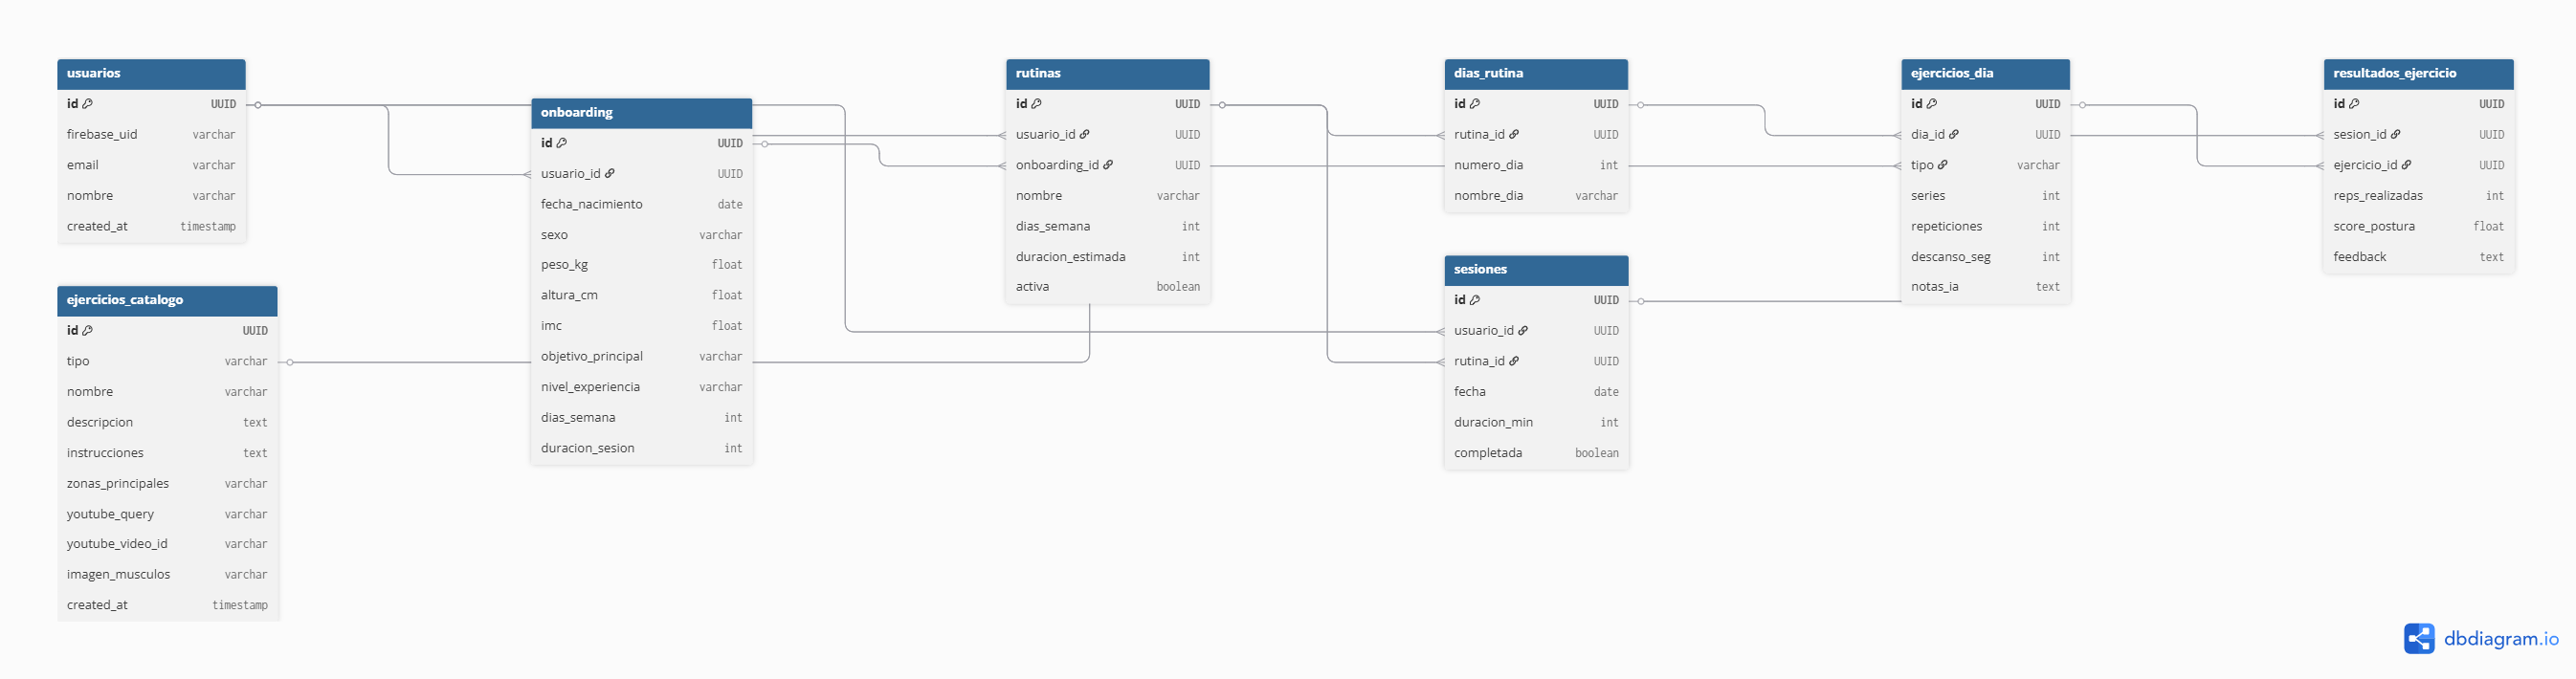 usuarios
id UUID
firebase_uid varchar
email varchar
nombre varchar
created_at timestamp
ejercicios_catalogo
id UUID
tipo varchar
nombre varchar
descripcion text
instrucciones text
zonas_principales varchar
youtube_query varchar
youtube_video_id varchar
imagen_musculos varchar
created_at timestamp
onboarding
id UUID
usuario_id UUID
fecha_nacimiento date
sexo varchar
peso_kg float
altura_cm float
imc float
objetivo_principal varchar
nivel_experiencia varchar
dias_semana int
duracion_sesion int
rutinas
id UUID
usuario_id UUID
onboarding_id UUID
nombre varchar
dias_semana int
duracion_estimada int
activa boolean
dias_rutina
id UUID
rutina_id UUID
numero_dia int
nombre_dia varchar
sesiones
id UUID
usuario_id UUID
rutina_id UUID
fecha date
duracion_min int
completada boolean
ejercicios_dia
id UUID
dia_id UUID
tipo varchar
series int
repeticiones int
descanso_seg int
notas_ia text
resultados_ejercicio
id UUID
sesion_id UUID
ejercicio_id UUID
reps_realizadas int
score_postura float
feedback text
dbdiagram.io